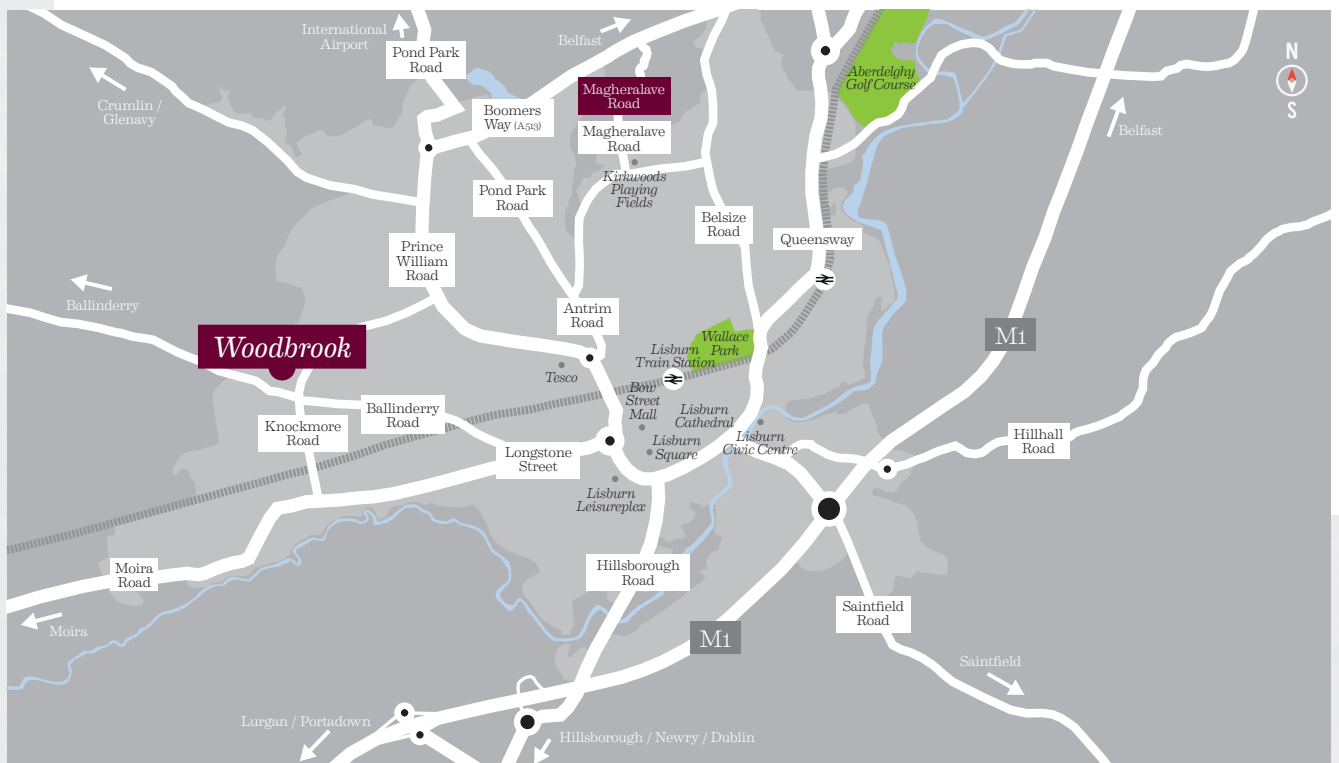 International
Airport
Pond Park
Road
Belfast
Crumlin /
Glenavy
Boomers
Way (A513)
Magheralave
Road
Magheralave
Road
Kirkwoods
Playing
Fields
Aberdelghy
Golf Course
N
S
Belfast
Pond Park
Road
Belsize
Road
Queensway
Prince
William
Road
Ballinderry
Antrim
Road
Woodbrook
Wallace
Park
Lisburn
Train Station
M1
Tesco
Bow
Street
Mall
Lisburn
Cathedral
Ballinderry
Road
Knockmore
Road
Lisburn
Square
Lisburn
Civic Centre
Hillhall
Road
Longstone
Street
Lisburn
Leisureplex
Moira
Road
Hillsborough
Road
Saintfield
Road
Moira
M1
Saintfield
Lurgan / Portadown
Hillsborough / Newry / Dublin